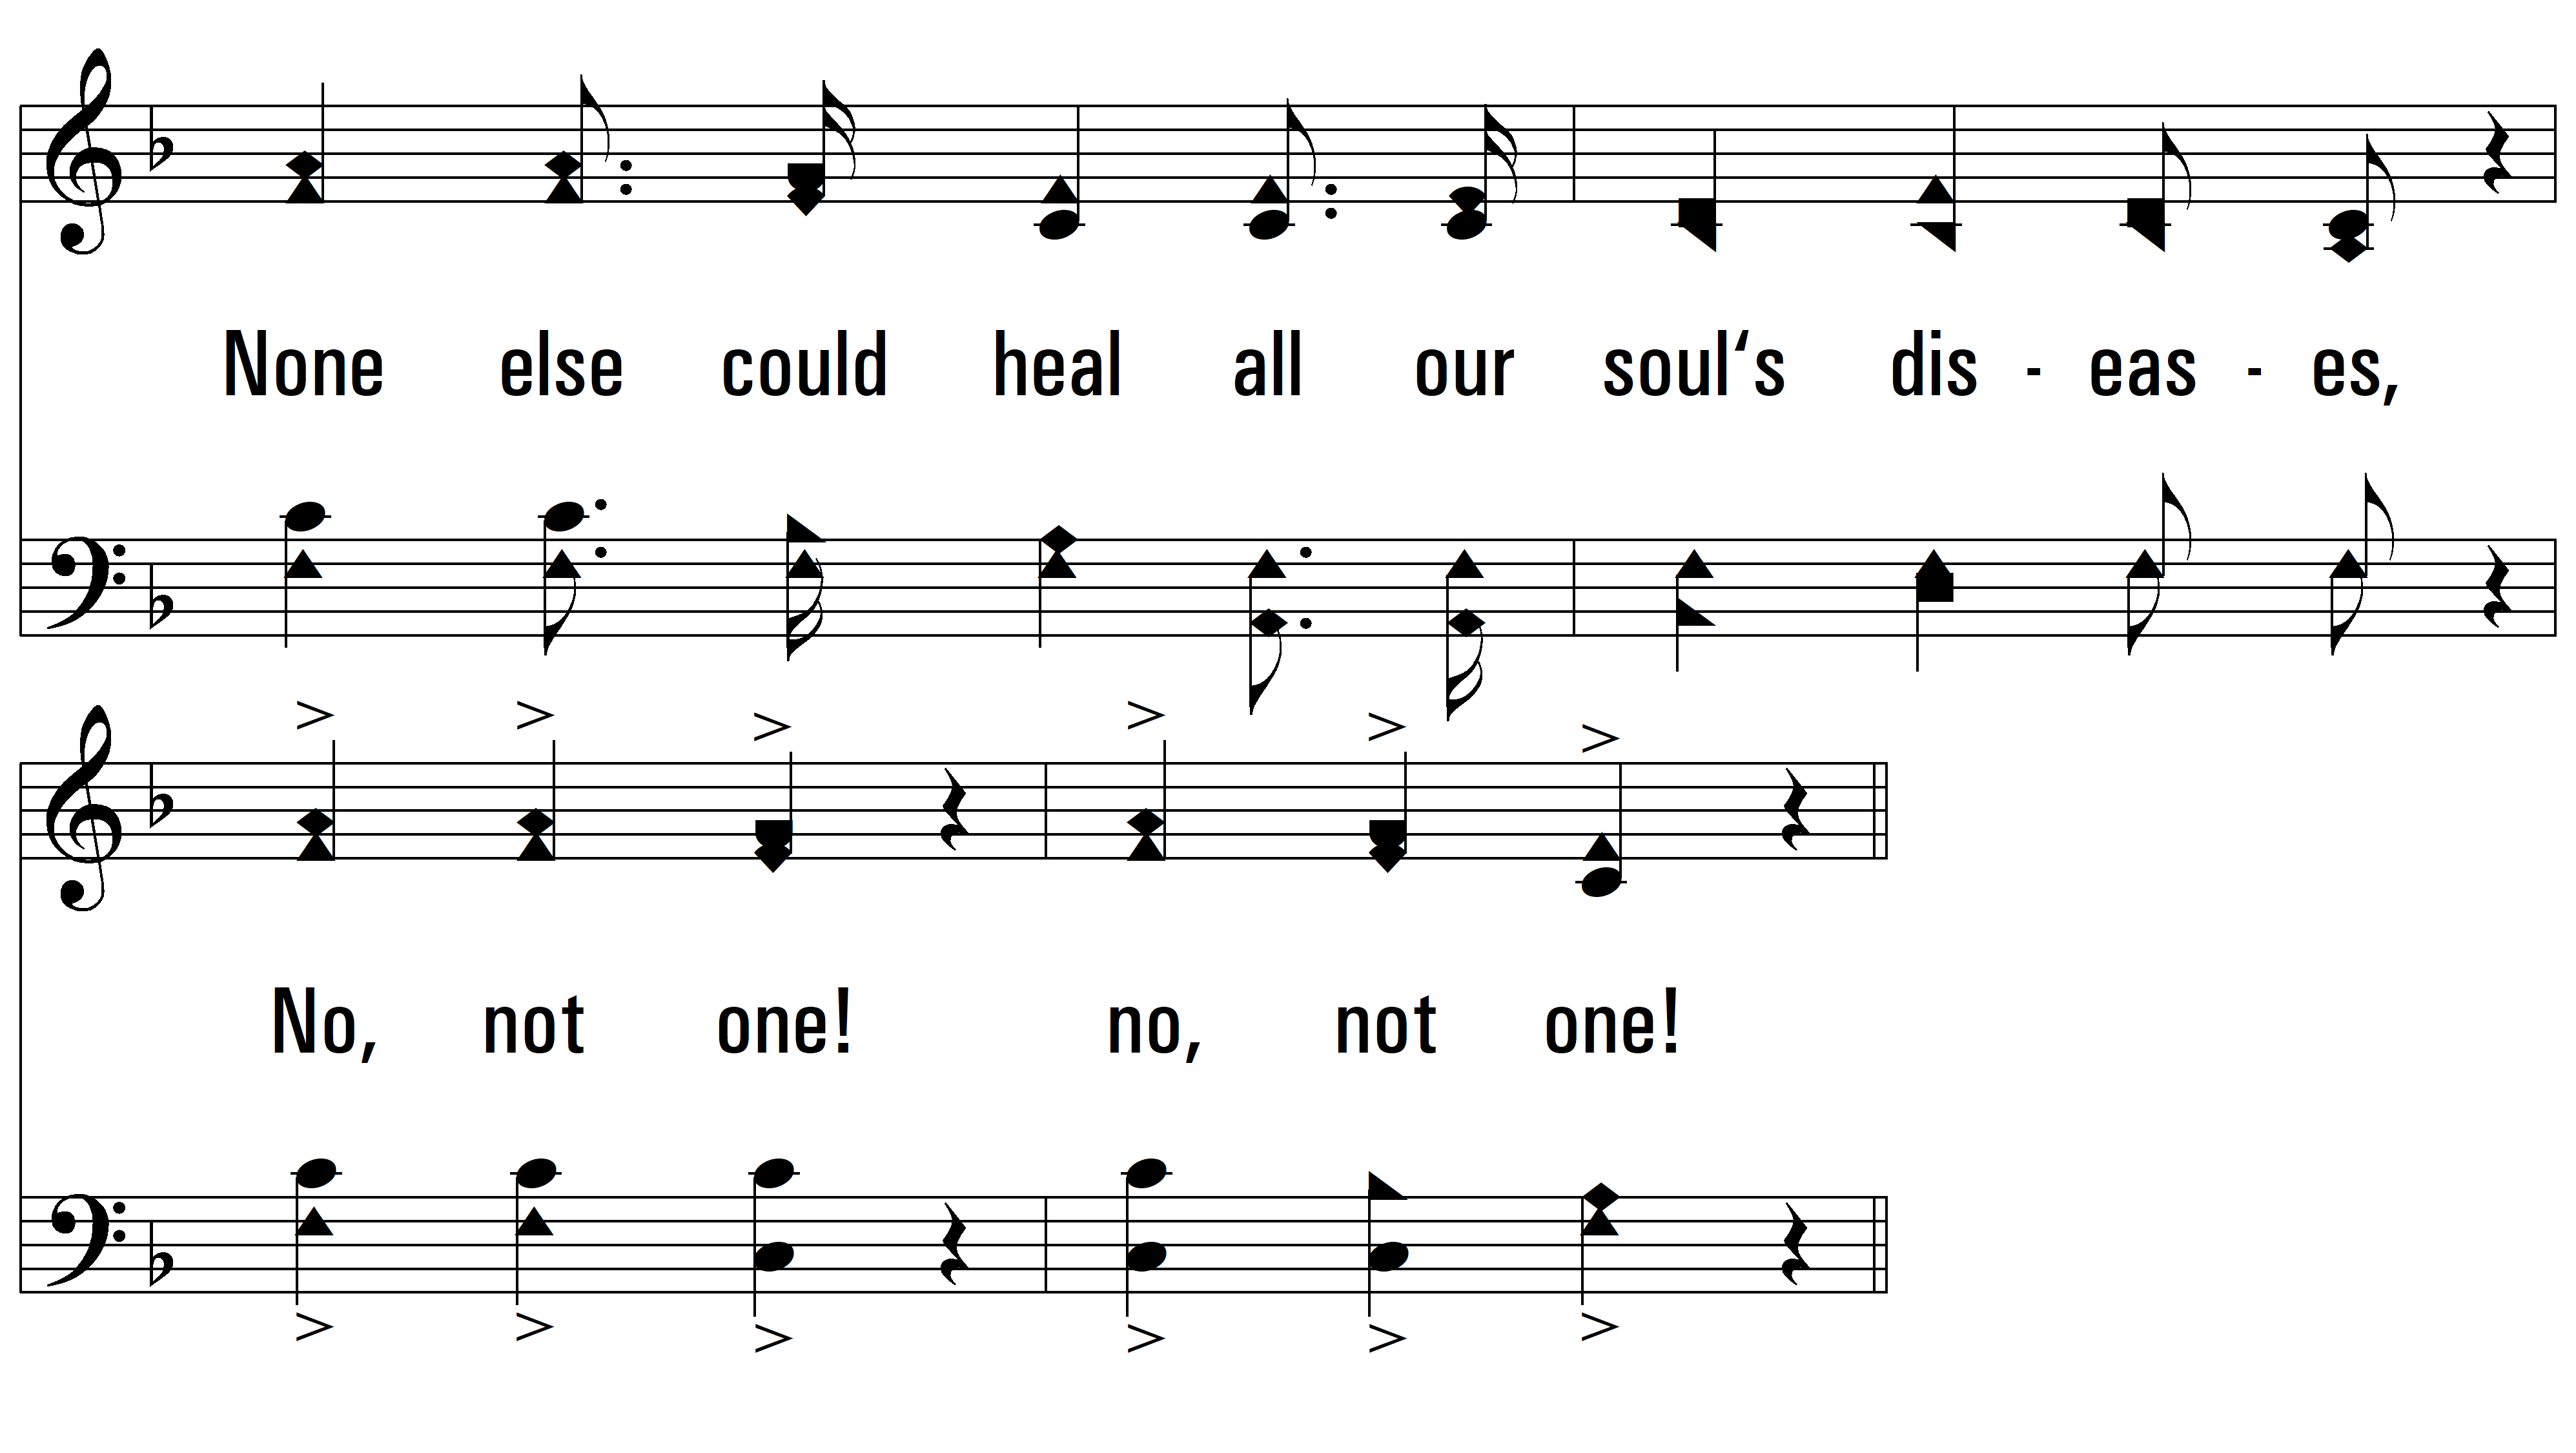 None else could heal all our soul‘s dis - eas - es,
No, not one! no, not one!